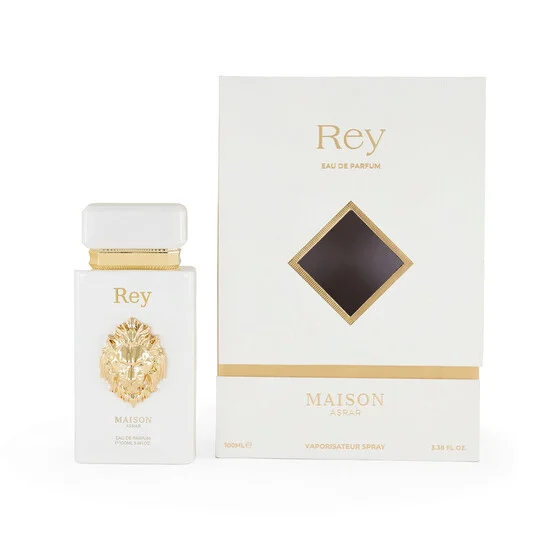 Rey
EAU DE PARFUM
MAISON
ASRAR
100ML℮
VAPORISATEUR SPRAY
3.38 FL. OZ.
Rey
MAISON
ASRAR
EAU DE PARFUM